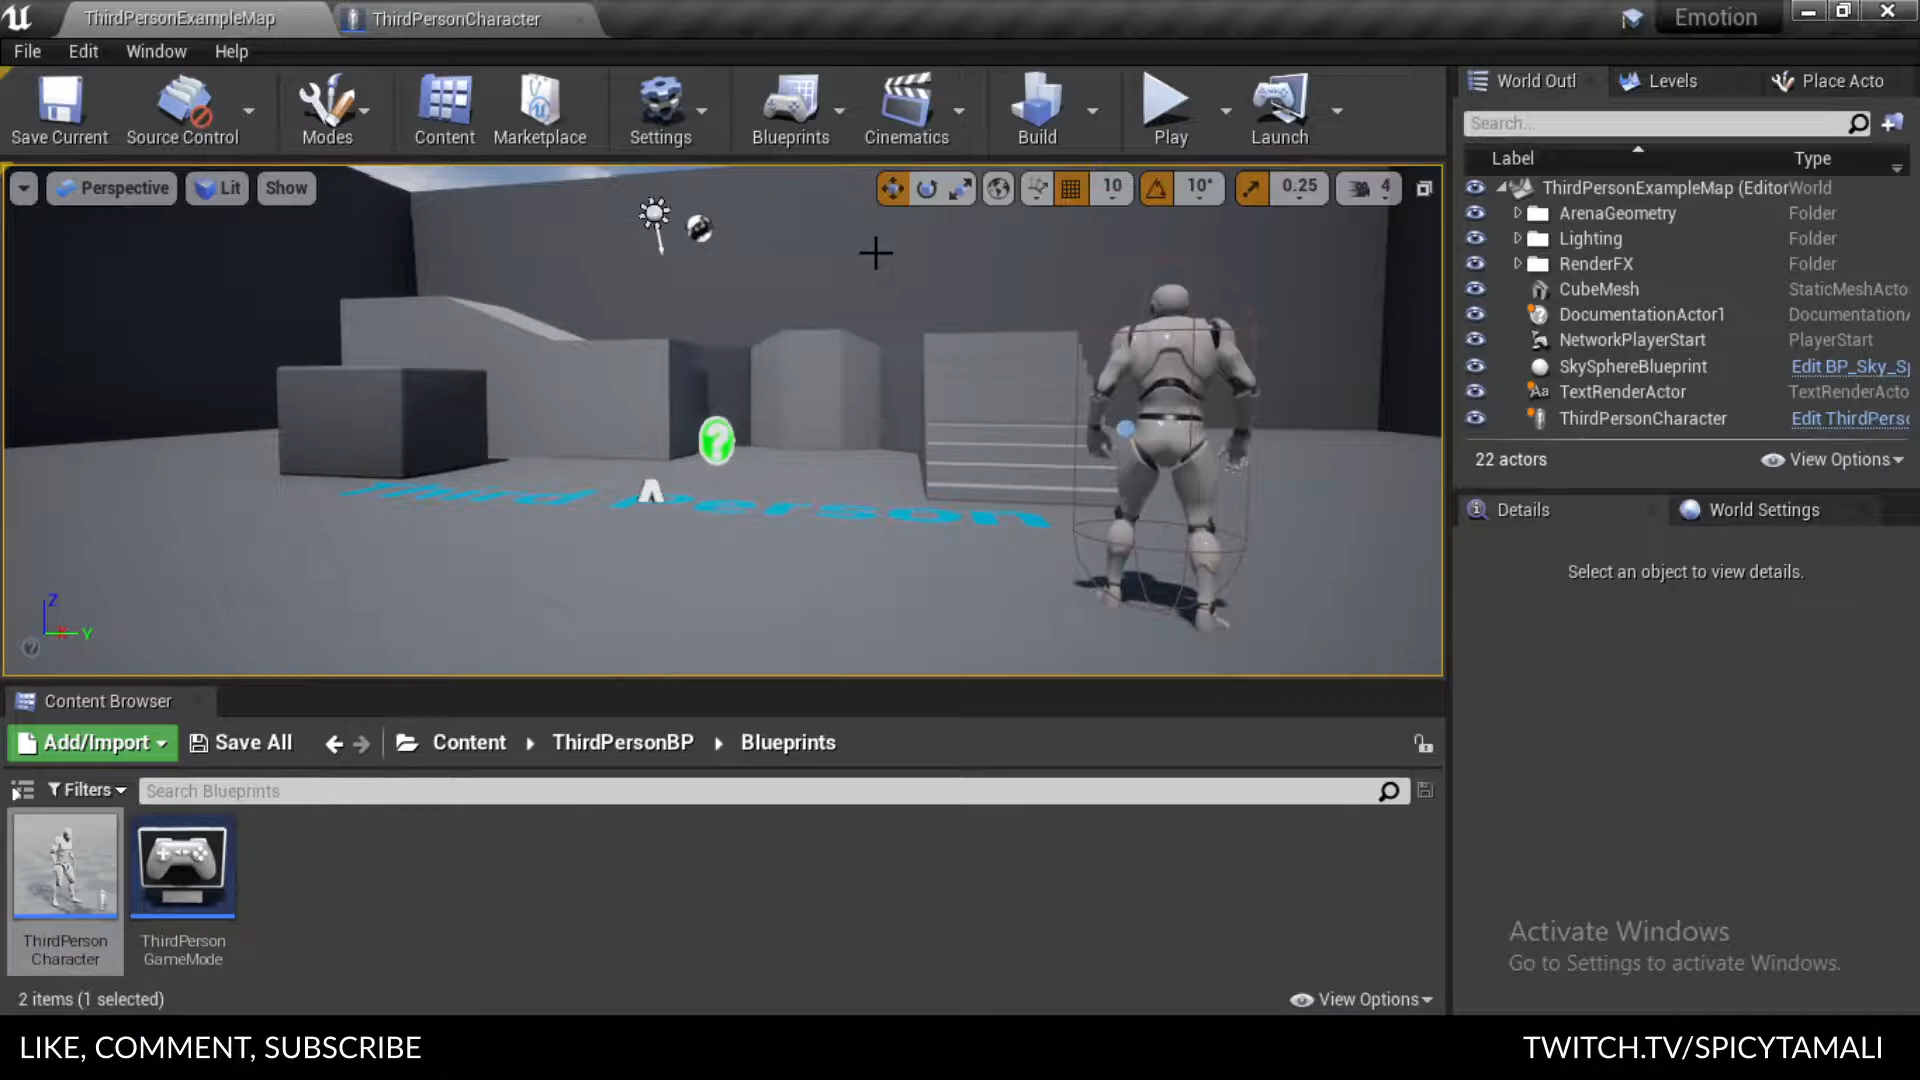 ThirdPersonExampleMap
ThirdPersonCharacter
Emotion
File Edit Window Help
Save Current
Source Control
Modes
Content
Marketplace
Settings
Blueprints
Cinematics
Build
Play
Launch
Perspective
Lit
Show
10
10°
0.25
4
Third Person
Z
X
Y
World Outl
Levels
Place Acto
Search...
Label
Type
ThirdPersonExampleMap (Editor World
ArenaGeometry Folder
Lighting Folder
RenderFX Folder
CubeMesh StaticMeshActo
DocumentationActor1 Documentation
NetworkPlayerStart PlayerStart
SkySphereBlueprint Edit BP_Sky_Sp
TextRenderActor TextRenderActo
ThirdPersonCharacter Edit ThirdPerso
22 actors
View Options
Details
World Settings
Select an object to view details.
Content Browser
Add/Import
Save All
Content
ThirdPersonBP
Blueprints
Filters
Search Blueprints
ThirdPerson
Character
ThirdPerson
GameMode
2 items (1 selected)
View Options
Activate Windows
Go to Settings to activate Windows.
LIKE, COMMENT, SUBSCRIBE
TWITCH.TV/SPICYTAMALI